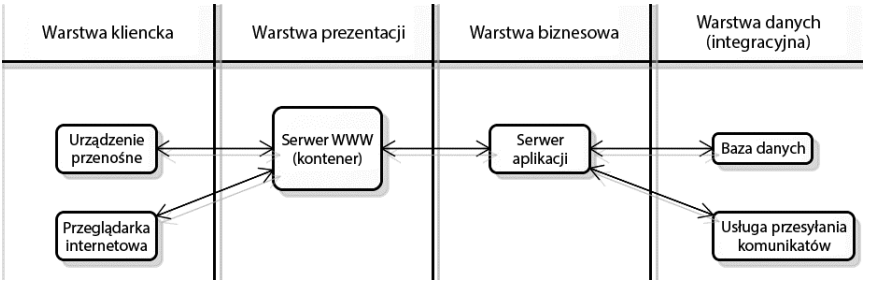 Warstwa kliencka
Warstwa prezentacji
Warstwa biznesowa
Warstwa danych
(integracyjna)
Urządzenie
przenośne
Serwer WWW
(kontener)
Serwer
aplikacji
Baza danych
Przeglądarka
internetowa
Usługa przesyłania
komunikatów